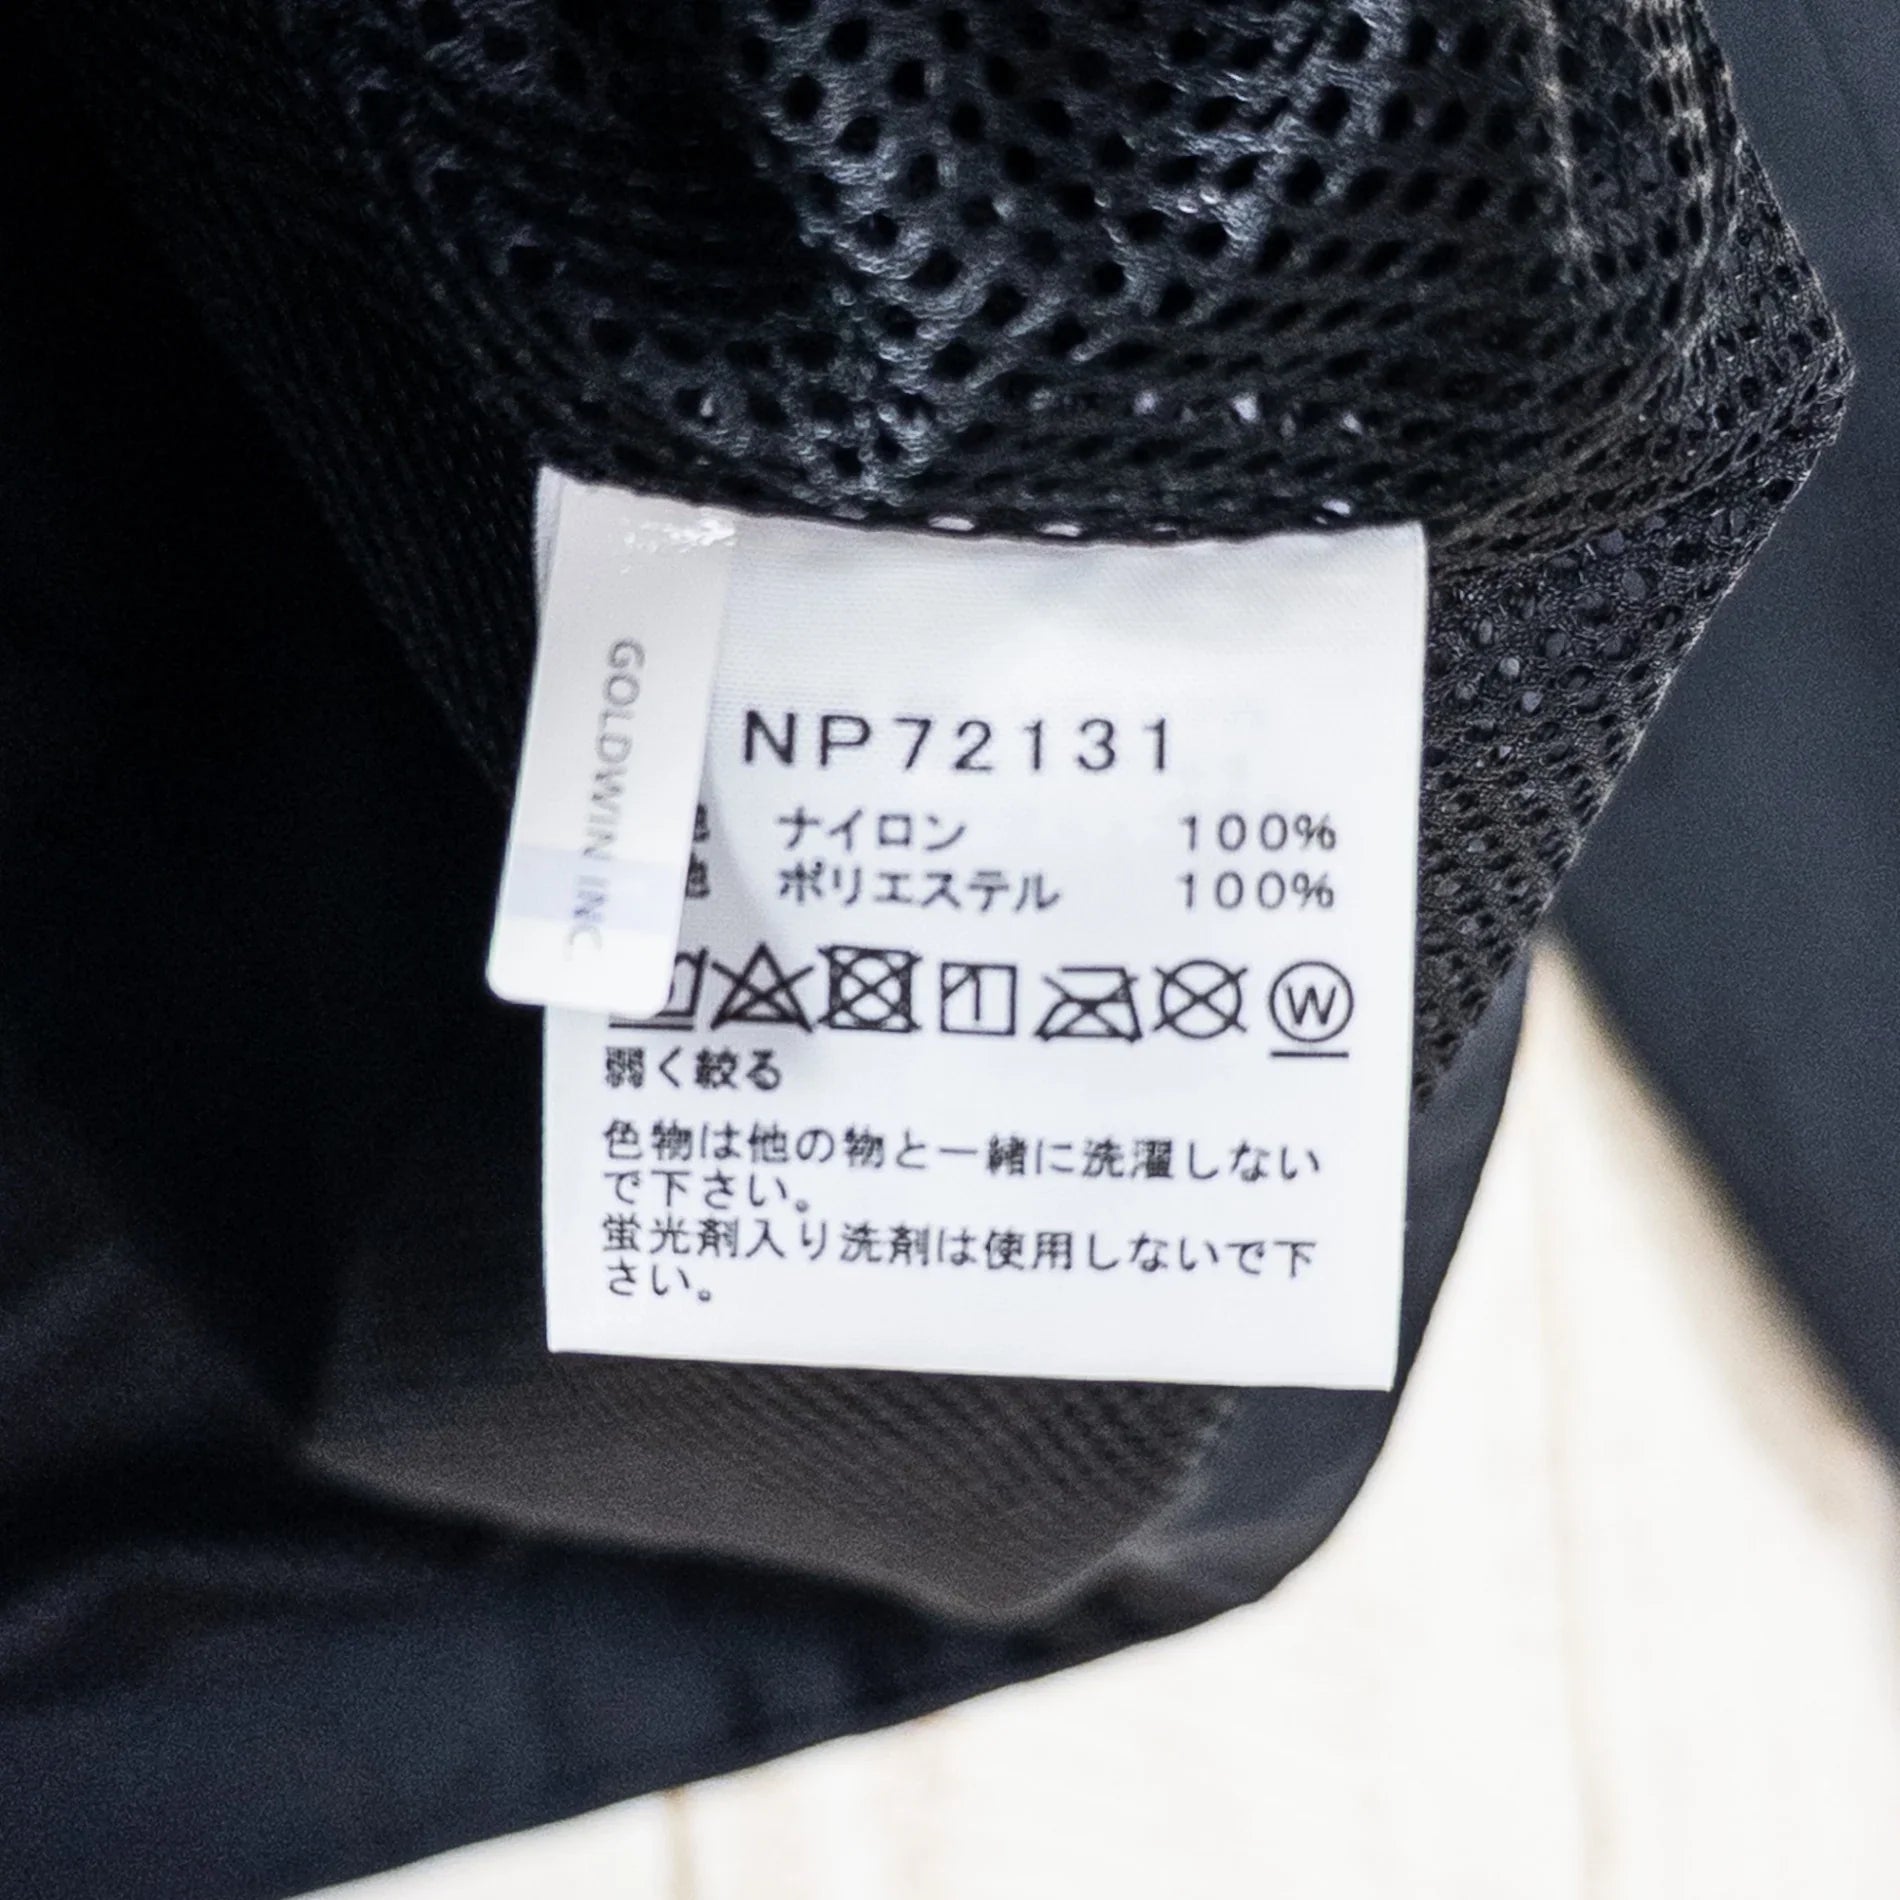 GOLDWIN INC.
NP72131
地 ナイロン 100%
地 ポリエステル 100%
W
弱く絞る
色物は他の物と一緒に洗濯しない
で下さい。
蛍光剤入り洗剤は使用しないで下
さい。